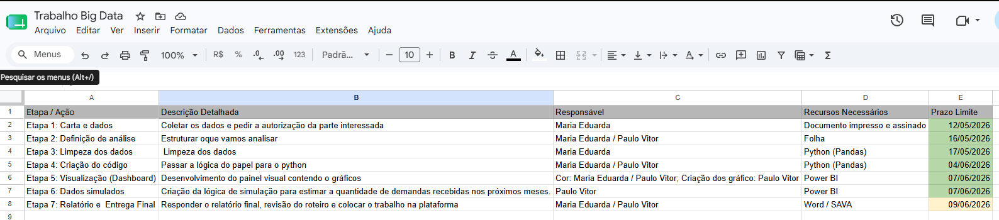 Trabalho Big Data
Arquivo Editar Ver Inserir Formatar Dados Ferramentas Extensões Ajuda
Menus 100% R$ % .0 .00 123 Padrã... 10 B I S A A Σ
Pesquisar os menus (Alt+/)
A B C D E
1 Etapa / Ação Descrição Detalhada Responsável Recursos Necessários Prazo Limite
2 Etapa 1: Carta e dados Coletar os dados e pedir a autorização da parte interessada Maria Eduarda Documento impresso e assinado 12/05/2026
3 Etapa 2: Definição de análise Estruturar oque vamos analisar Maria Eduarda / Paulo Vitor Folha 16/05/2026
4 Etapa 3: Limpeza dos dados Limpeza dos dados Maria Eduarda Python (Pandas) 17/05/2026
5 Etapa 4: Criação do código Passar a lógica do papel para o python Maria Eduarda / Paulo Vitor Python (Pandas) 04/06/2026
6 Etapa 5: Visualização (Dashboard) Desenvolvimento do painel visual contendo o gráficos Cor: Maria Eduarda / Paulo Vitor; Criação dos gráfico: Paulo Vitor Power BI 07/06/2026
7 Etapa 6: Dados simulados Criação da lógica de simulação para estimar a quantidade de demandas recebidas nos próximos meses. Paulo Vitor Power BI 07/06/2026
8 Etapa 7: Relatório e  Entrega Final Responder o relatório final, revisão do roteiro e colocar o trabalho na plataforma Maria Eduarda / Paulo Vitor Word / SAVA 09/06/2026
9